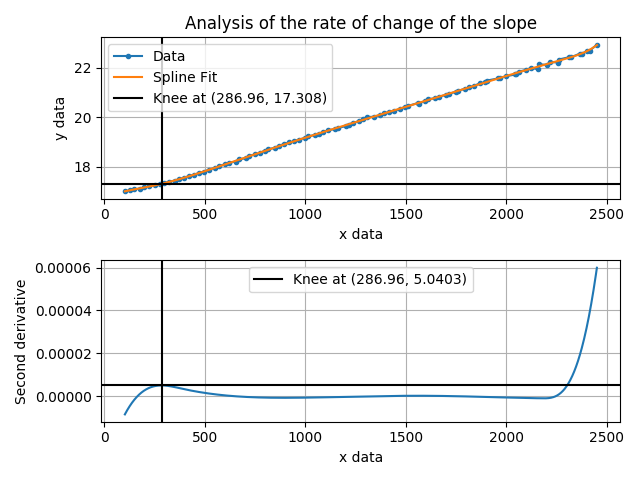 Analysis of the rate of change of the slope
Data
Spline Fit
Knee at (286.96, 17.308)
y data
22
20
18
0 500 1000 1500 2000 2500
x data
Knee at (286.96, 5.0403)
Second derivative
0.00006
0.00004
0.00002
0.00000
0 500 1000 1500 2000 2500
x data